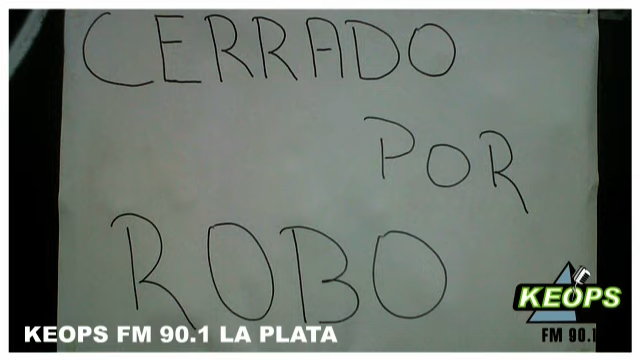 CERRADO
POR
ROBO
KEOPS
FM 90.1
KEOPS FM 90.1 LA PLATA